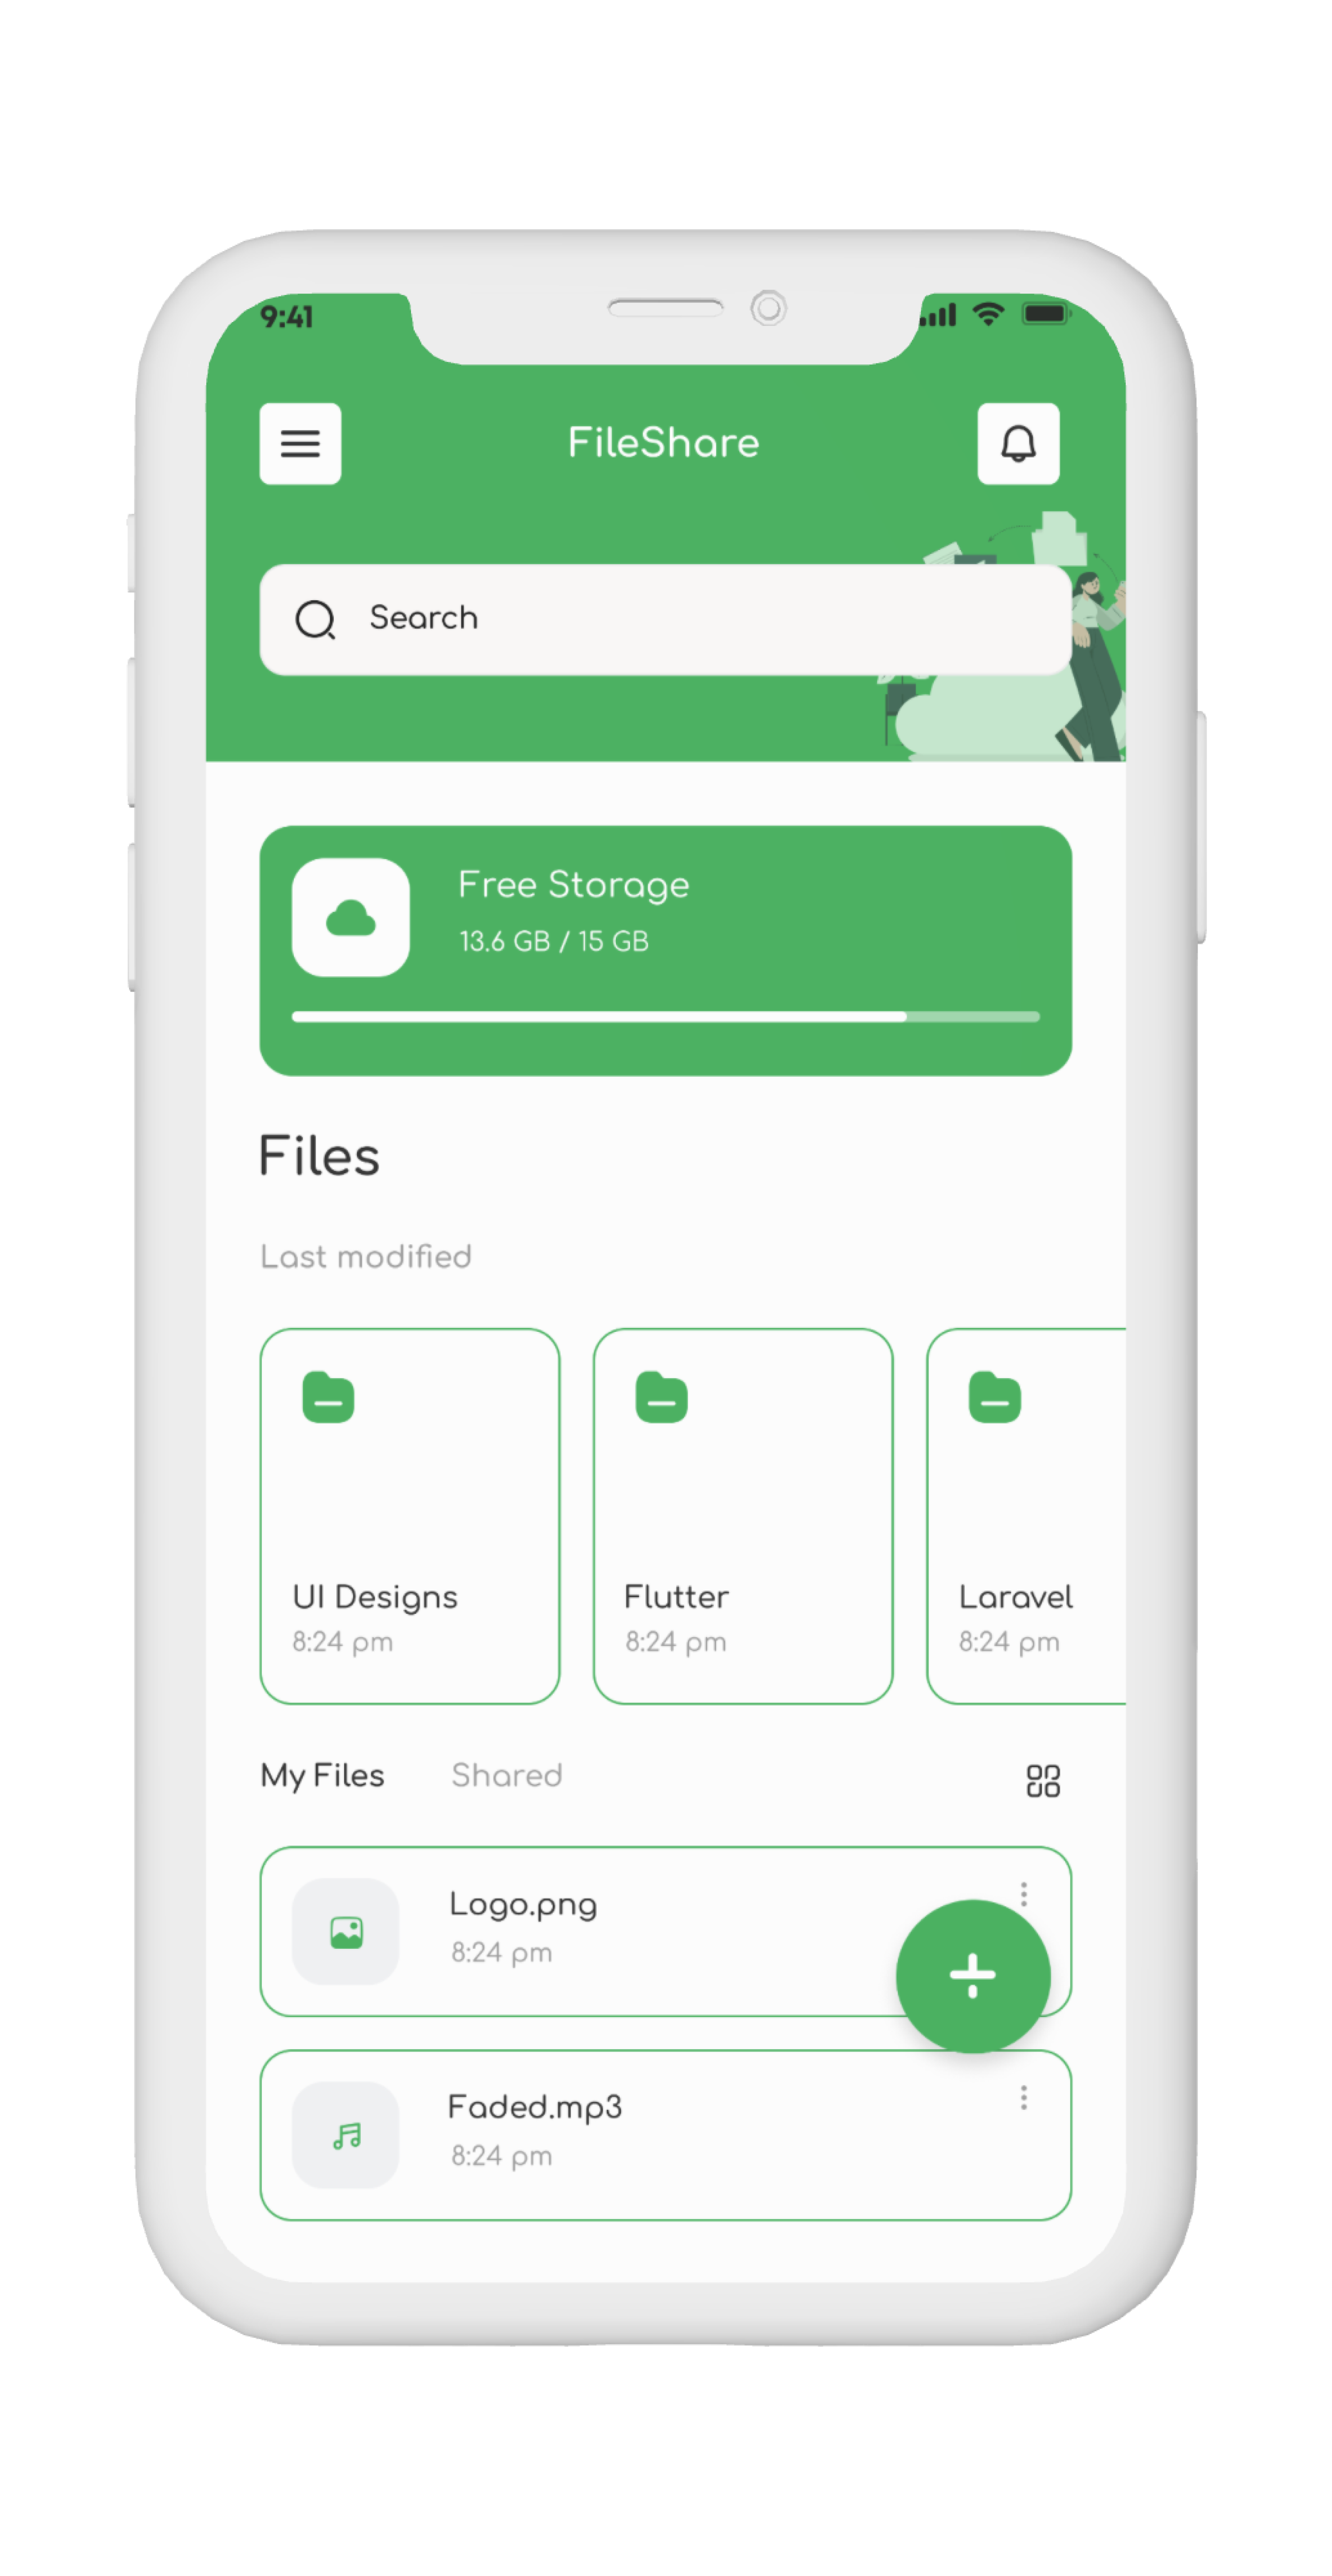 9:41
FileShare
Search
Free Storage
13.6 GB / 15 GB
Files
Last modified
UI Designs
8:24 pm
Flutter
8:24 pm
Laravel
8:24 pm
My Files
Shared
Logo.png
8:24 pm
Faded.mp3
8:24 pm